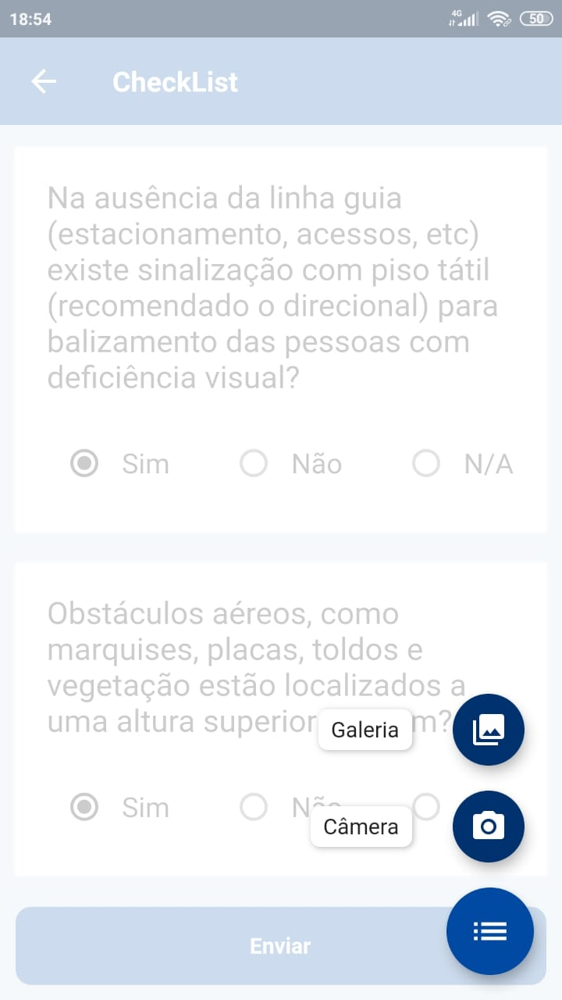 18:54
4G
50
CheckList
Na ausência da linha guia
(estacionamento, acessos, etc)
existe sinalização com piso tátil
(recomendado o direcional) para
balizamento das pessoas com
deficiência visual?
Sim
Não
N/A
Obstáculos aéreos, como
marquises, placas, toldos e
vegetação estão localizados a
uma altura superior m?
Galeria
Sim
Câmera
Enviar